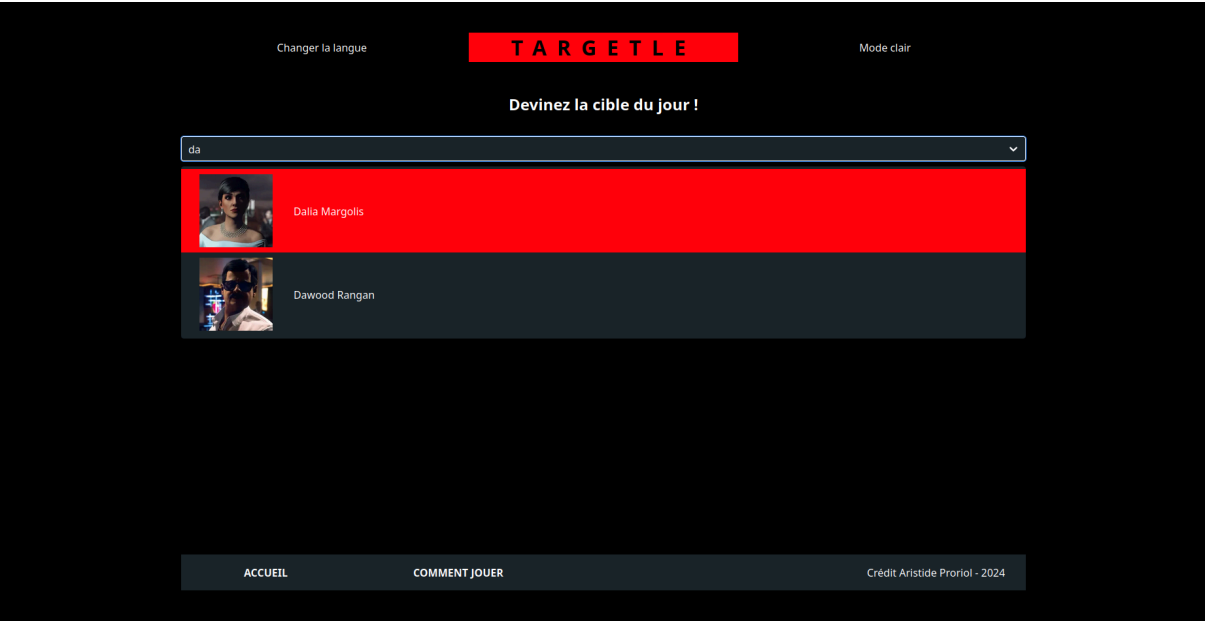 Changer la langue
TARGETLE
Mode clair
Devinez la cible du jour !
da
Dalia Margolis
Dawood Rangan
ACCUEIL
COMMENT JOUER
Crédit Aristide Proriol - 2024